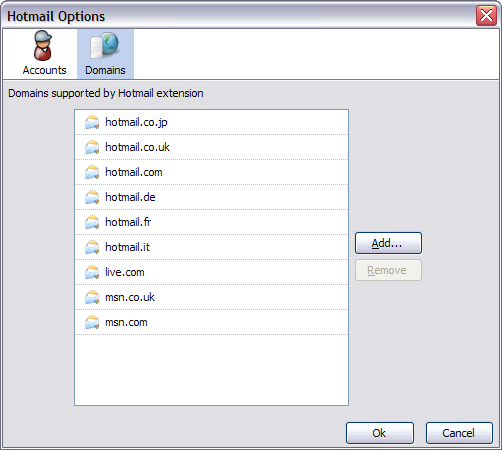 Hotmail Options
Accounts
Domains
Domains supported by Hotmail extension
hotmail.co.jp
hotmail.co.uk
hotmail.com
hotmail.de
hotmail.fr
hotmail.it
live.com
msn.co.uk
msn.com
Add...
Remove
Ok
Cancel